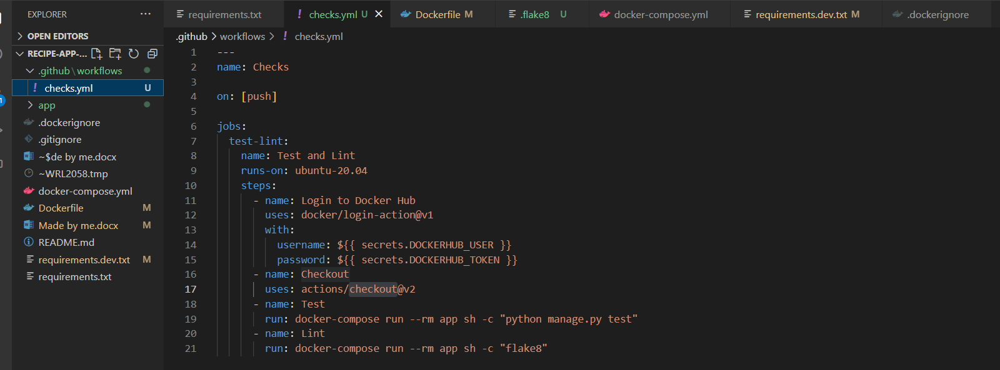 EXPLORER ...
requirements.txt
! checks.yml U ×
Dockerfile M
.flake8 U
docker-compose.yml
requirements.dev.txt M
.dockerignore
OPEN EDITORS
RECIPE-APP-...
.github\workflows
! checks.yml U
app
.dockerignore
.gitignore
~$de by me.docx
~WRL2058.tmp
docker-compose.yml
Dockerfile M
Made by me.docx M
README.md
requirements.dev.txt M
requirements.txt
1
.github > workflows > ! checks.yml
1 ---
2 name: Checks
3
4 on: [push]
5
6 jobs:
7 test-lint:
8 name: Test and Lint
9 runs-on: ubuntu-20.04
10 steps:
11 - name: Login to Docker Hub
12 uses: docker/login-action@v1
13 with:
14 username: ${{ secrets.DOCKERHUB_USER }}
15 password: ${{ secrets.DOCKERHUB_TOKEN }}
16 - name: Checkout
17 uses: actions/checkout@v2
18 - name: Test
19 run: docker-compose run --rm app sh -c "python manage.py test"
20 - name: Lint
21 run: docker-compose run --rm app sh -c "flake8"